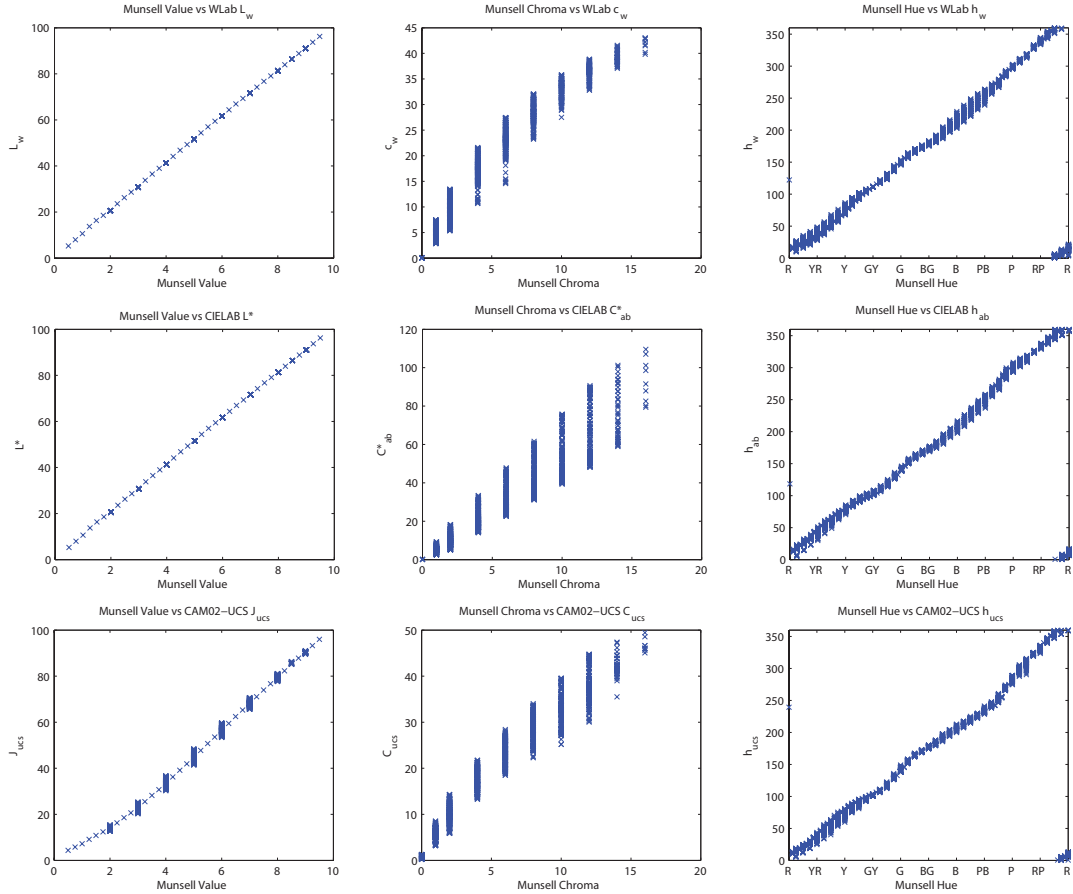 Munsell Value vs WLab L_w
100
80
60
40
20
0
L_w
0 2 4 6 8 10
Munsell Value
Munsell Chroma vs WLab c_w
45
40
35
30
25
20
15
10
5
0
c_w
0 5 10 15 20
Munsell Chroma
Munsell Hue vs WLab h_w
350
300
250
200
150
100
50
0
h_w
R YR Y GY G BG B PB P RP R
Munsell Hue
Munsell Value vs CIELAB L*
100
80
60
40
20
0
L*
0 2 4 6 8 10
Munsell Value
Munsell Chroma vs CIELAB C*_ab
120
100
80
60
40
20
0
C*_ab
0 5 10 15 20
Munsell Chroma
Munsell Hue vs CIELAB h_ab
350
300
250
200
150
100
50
0
h_ab
R YR Y GY G BG B PB P RP R
Munsell Hue
Munsell Value vs CAM02−UCS J_ucs
100
80
60
40
20
0
J_ucs
0 2 4 6 8 10
Munsell Value
Munsell Chroma vs CAM02−UCS C_ucs
50
40
30
20
10
0
C_ucs
0 5 10 15 20
Munsell Chroma
Munsell Hue vs CAM02−UCS h_ucs
350
300
250
200
150
100
50
0
h_ucs
R YR Y GY G BG B PB P RP R
Munsell Hue